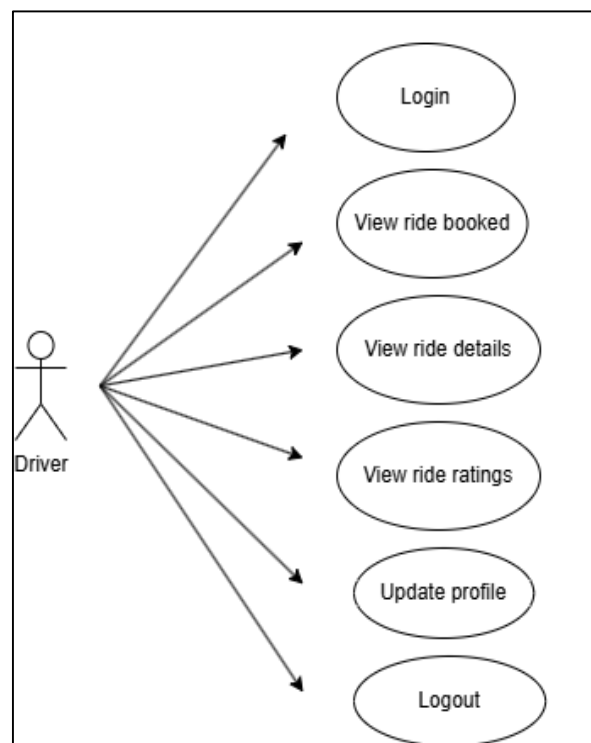 Login
View ride booked
View ride details
Driver
View ride ratings
Update profile
Logout